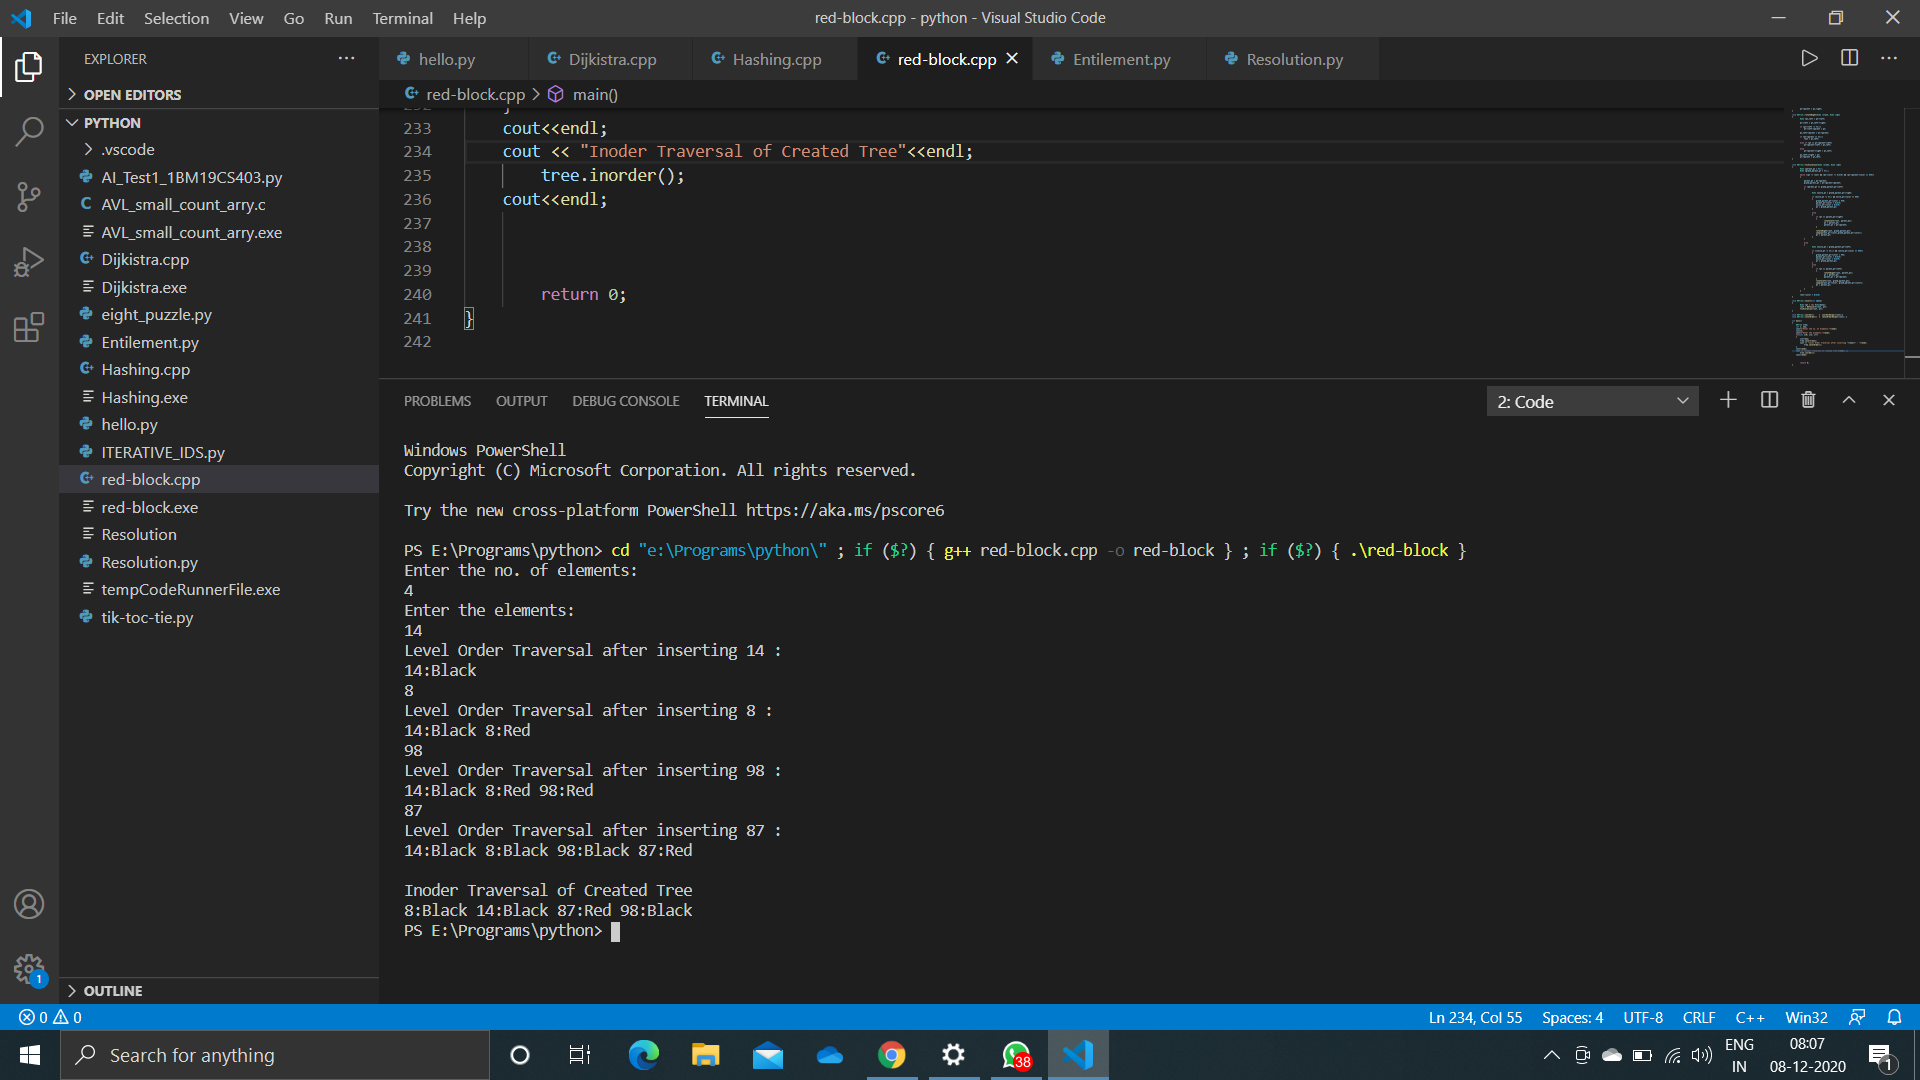 File Edit Selection View Go Run Terminal Help
red-block.cpp - python - Visual Studio Code
EXPLORER
OPEN EDITORS
PYTHON
.vscode
AI_Test1_1BM19CS403.py
AVL_small_count_arry.c
AVL_small_count_arry.exe
Dijkistra.cpp
Dijkistra.exe
eight_puzzle.py
Entilement.py
Hashing.cpp
Hashing.exe
hello.py
ITERATIVE_IDS.py
red-block.cpp
red-block.exe
Resolution
Resolution.py
tempCodeRunnerFile.exe
tik-toc-tie.py
OUTLINE
hello.py Dijkistra.cpp Hashing.cpp red-block.cpp Entilement.py Resolution.py
red-block.cpp > main()
233 cout<<endl;
234 cout << "Inoder Traversal of Created Tree"<<endl;
235 tree.inorder();
236 cout<<endl;
237
238
239
240 return 0;
241 }
242
PROBLEMS OUTPUT DEBUG CONSOLE TERMINAL
2: Code
Windows PowerShell
Copyright (C) Microsoft Corporation. All rights reserved.
Try the new cross-platform PowerShell https://aka.ms/pscore6
PS E:\Programs\python> cd "e:\Programs\python\" ; if ($?) { g++ red-block.cpp -o red-block } ; if ($?) { .\red-block }
Enter the no. of elements:
4
Enter the elements:
14
Level Order Traversal after inserting 14 :
14:Black
8
Level Order Traversal after inserting 8 :
14:Black 8:Red
98
Level Order Traversal after inserting 98 :
14:Black 8:Red 98:Red
87
Level Order Traversal after inserting 87 :
14:Black 8:Black 98:Black 87:Red
Inoder Traversal of Created Tree
8:Black 14:Black 87:Red 98:Black
PS E:\Programs\python>
1
0 0
Ln 234, Col 55 Spaces: 4 UTF-8 CRLF C++ Win32
Search for anything
38
ENG
IN
08:07
08-12-2020
1